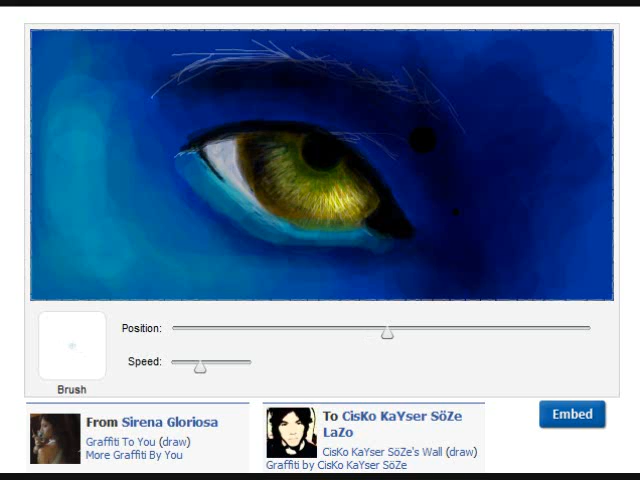 Position:
Speed:
Brush
From Sirena Gloriosa
Graffiti To You (draw)
More Graffiti By You
To CisKo KaYser SöZe
LaZo
CisKo KaYser SöZe's Wall (draw)
Graffiti by CisKo KaYser SöZe
Embed